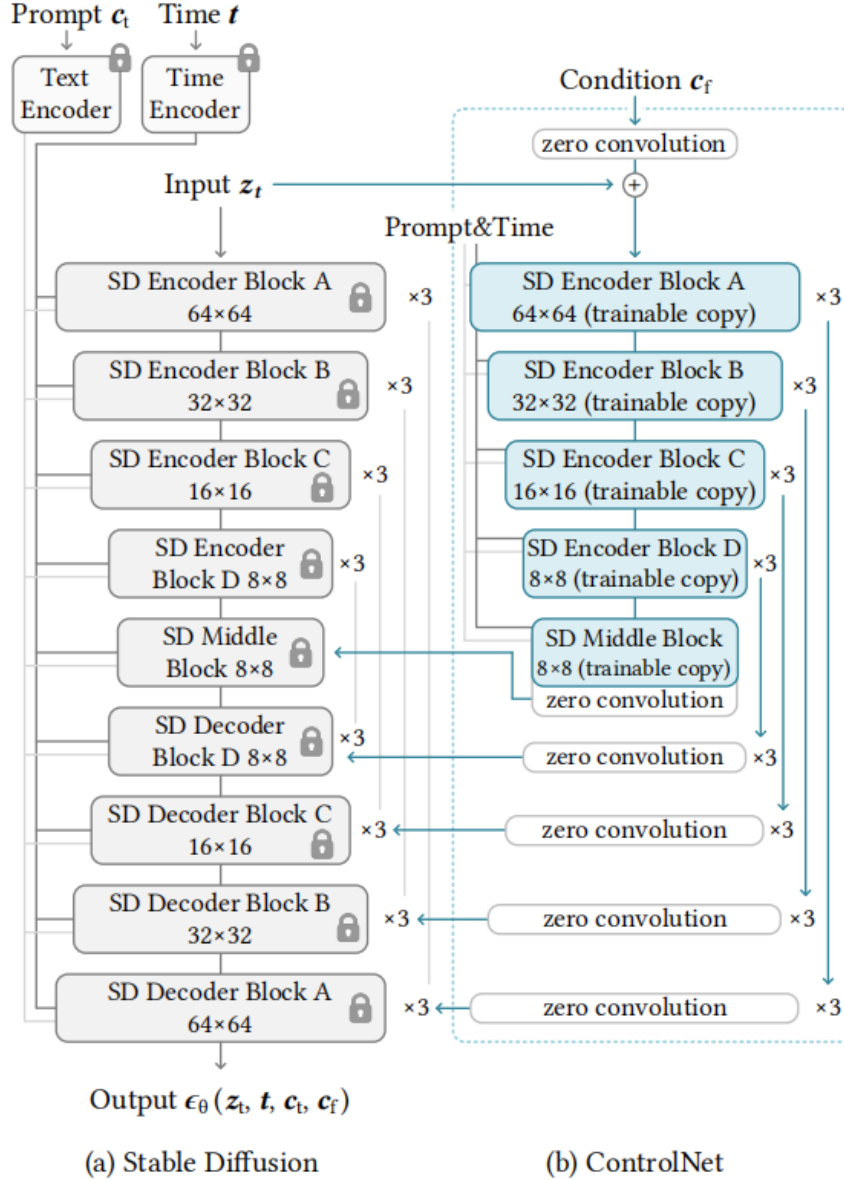 Prompt cₜ
Time t
Text
Encoder
Time
Encoder
Condition c_f
zero convolution
Input zₜ
+
Prompt&Time
SD Encoder Block A
64×64
×3
SD Encoder Block A
64×64 (trainable copy)
×3
SD Encoder Block B
32×32
×3
SD Encoder Block B
32×32 (trainable copy)
×3
SD Encoder Block C
16×16
×3
SD Encoder Block C
16×16 (trainable copy)
×3
SD Encoder
Block D 8×8
×3
SD Encoder Block D
8×8 (trainable copy)
×3
SD Middle
Block 8×8
SD Middle Block
8×8 (trainable copy)
zero convolution
SD Decoder
Block D 8×8
×3
zero convolution
×3
SD Decoder Block C
16×16
×3
zero convolution
×3
SD Decoder Block B
32×32
×3
zero convolution
×3
SD Decoder Block A
64×64
×3
zero convolution
×3
Output ϵ_θ(zₜ, t, cₜ, c_f)
(a) Stable Diffusion
(b) ControlNet